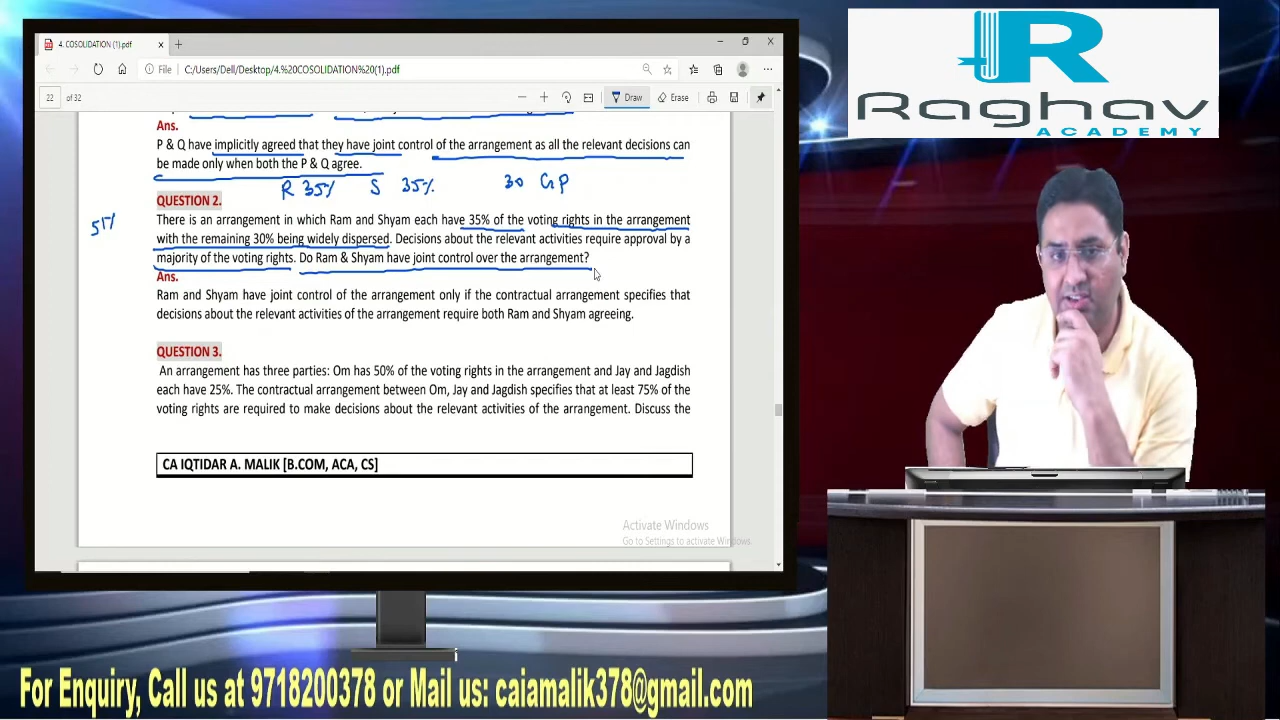 4. COSOLIDATION (1).pdf
File C:/Users/Dell/Desktop/4.%20COSOLIDATION%20(1).pdf
22 of 32
Draw Erase
Ans.
P & Q have implicitly agreed that they have joint control of the arrangement as all the relevant decisions can
be made only when both the P & Q agree.
R 35% S 35% 30 GP
QUESTION 2.
There is an arrangement in which Ram and Shyam each have 35% of the voting rights in the arrangement
51%
with the remaining 30% being widely dispersed. Decisions about the relevant activities require approval by a
majority of the voting rights. Do Ram & Shyam have joint control over the arrangement?
Ans.
Ram and Shyam have joint control of the arrangement only if the contractual arrangement specifies that
decisions about the relevant activities of the arrangement require both Ram and Shyam agreeing.
QUESTION 3.
An arrangement has three parties: Om has 50% of the voting rights in the arrangement and Jay and Jagdish
each have 25%. The contractual arrangement between Om, Jay and Jagdish specifies that at least 75% of the
voting rights are required to make decisions about the relevant activities of the arrangement. Discuss the
CA IQTIDAR A. MALIK [B.COM, ACA, CS]
Activate Windows
Go to Settings to activate Windows.
R
Raghav
ACADEMY
For Enquiry, Call us at 9718200378 or Mail us: caiamalik378@gmail.com